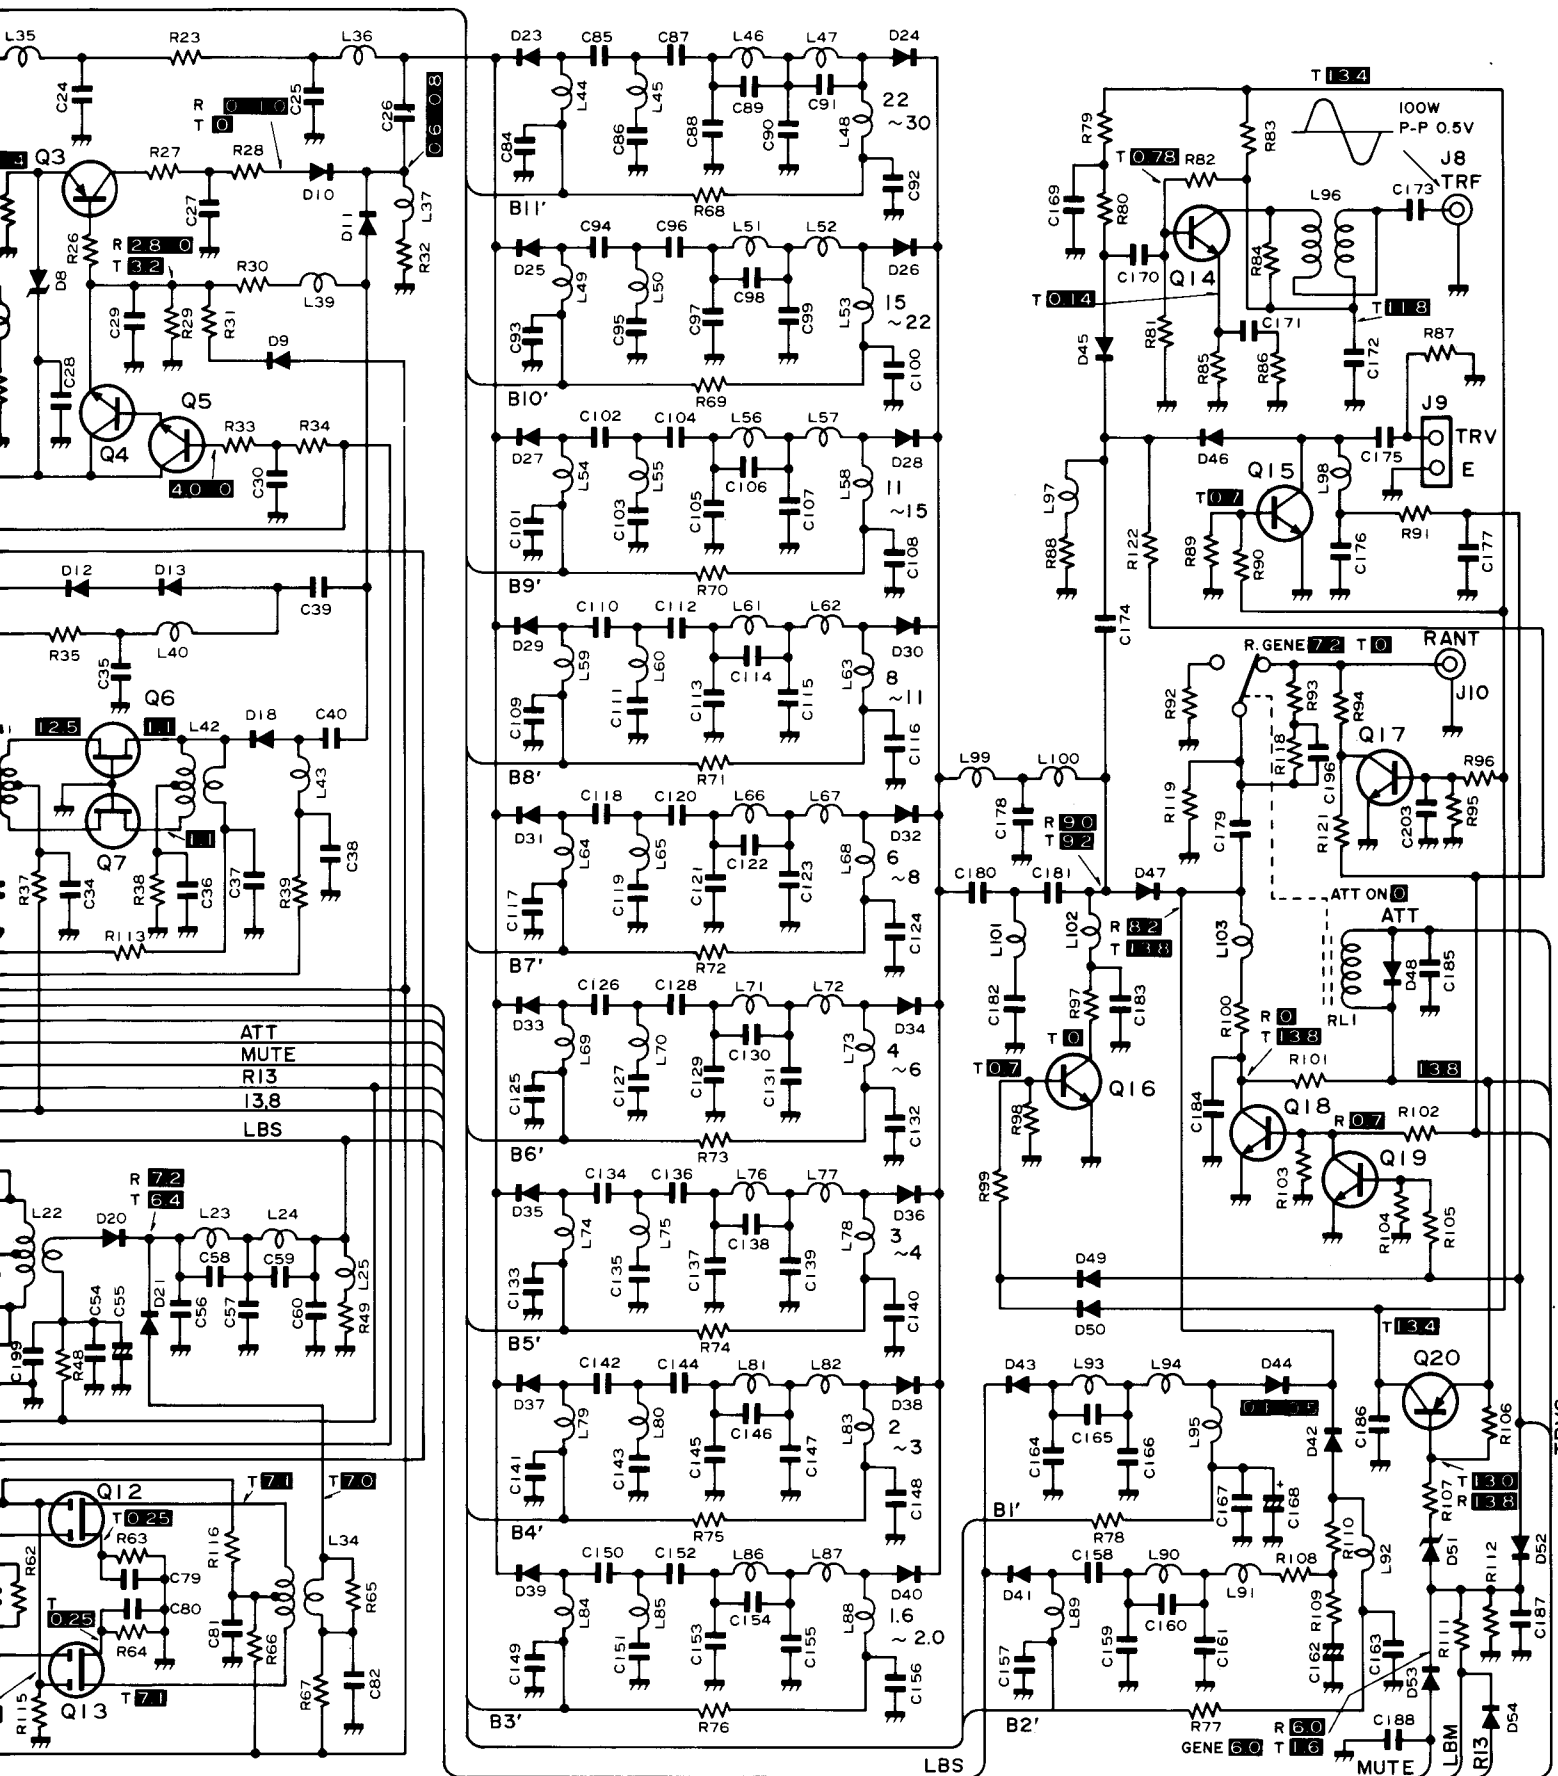 L35 R23 L36 D23 C85 C87 L46 L47 D24
C24 C25 C26 0.6 0.8 L44 L45 C89 C91 22
~30
R T 0
C84 C86 C88 C90 L48 C92
B11' R68
T 13.4
100W
P-P 0.5V
J8
TRF
R79 R83 T 0.78 R82 L96 C173
C169 R80 C170 Q14 R84
T 0.14 C171 T 11.8
D45 R81 R85 R86 C172 R87
Q3 R27 R28 D10 D11 L37 R32
C27 R26 D8
R 2.8 0
T 3.2
R30 L39
C29 R29 R31 D9
C28
C94 C96 L51 L52
D25 L49 L50 C98 D26
15
~22
C93 C95 C97 C99 L53 C100
B10' R69
Q5 R33 R34
Q4 4.0 0 C30
C102 C104 L56 L57
D27 L54 L55 C106 D28
11
~15
C101 C103 C105 C107 L58 C108
B9' R70
J9
TRV
E
D46 C175 Q15 L98
T 0.7
L97 R88 R122 R89 R90 C176 R91 C177
C174
D12 D13 C39
R35 L40 C35
C110 C112 L61 L62
D29 L59 L60 C114 D30
8
~11
C109 C111 C113 C115 L63 C116
B8' R71
R.GENE 7.2 T 0 RANT
J10
R92 R93 R94 Q17
R118 C196 R96
R119 C179 R121 C203 R95
Q6
12.5 1.1 L42 D18 C40
L43
Q7 1.1 C38
R37 C34 R38 C36 C37 R39
R113
L99 L100
C178
R 9.0
T 9.2
C118 C120 L66 L67
D31 L64 L65 C122 D32
6
~8
C117 C119 C121 C123 L68 C124
B7' R72
C180 C181 D47
ATT ON 0
ATT
L101 L102 L103
R 8.2
T 13.8
D48 C185
C182 R97 C183 R100 RL1
ATT
MUTE
R13
13.8
LBS
C126 C128 L71 L72
D33 L69 L70 C130 D34
4
~6
C125 C127 C129 C131 L73 C132
B6' R73
T 0
T 0.7
Q16
R98 R99
R 0
T 13.8
R101 13.8
C184 Q18 R 0.7 R102
R103 Q19 R104 R105
R 7.2
T 6.4
L22 D20 L23 L24
C58 C59 L25
D21 C56 C57 C60 R49
C199 R48 C54 C55
C134 C136 L76 L77
D35 L74 L75 C138 D36
3
~4
C133 C135 C137 C139 L78 C140
B5' R74
D49
D50
T 13.4
Q20
C142 C144 L81 L82
D37 L79 L80 C146 D38
2
~3
C141 C143 C145 C147 L83 C148
B4' R75
D43 L93 L94 D44
C165 L95 D42 C186 R106
C164 C166 C167 C168
B1' R78
T 13.0
R 13.8
R107 D51 R112 D52
Q12 T 7.1 T 7.0
T 0.25
R62 R63 C79 R116 L34
T
0.25
C80 R64 C81 R66 R65
Q13 T 7.1 R115 R67 C82
C150 C152 L86 L87
D39 L84 L85 C154 D40
1.6
~2.0
C149 C151 C153 C155 L88 C156
B3' R76
C158 L90 L91 R108 R110 L92
D41 L89 C160 R109
C157 C159 C161 C162 C163
B2' R77
R111 C187 D53 D54
R 6.0
GENE 6.0 T 1.6
C188
LBS MUTE LBM R13